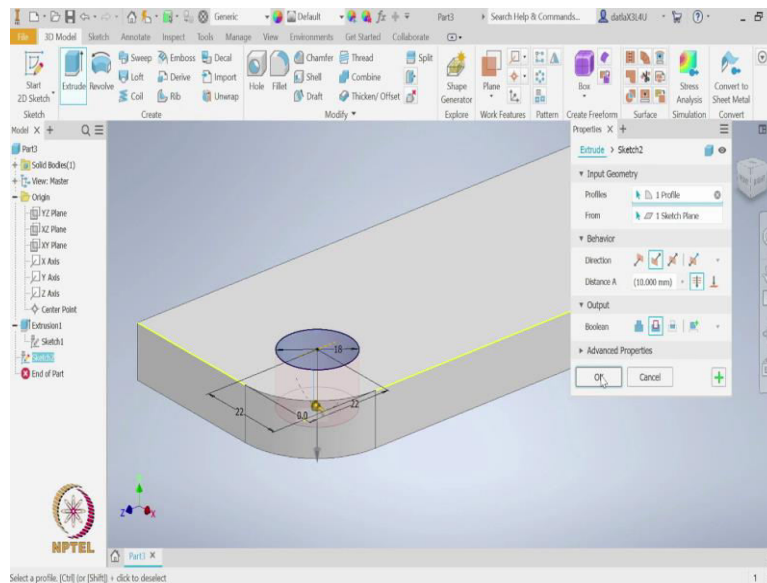 Generic
Default
Part3
Search Help & Commands...
datlaX3L4U
File 3D Model Sketch Annotate Inspect Tools Manage View Environments Get Started Collaborate
Start
2D Sketch
Extrude
Revolve
Sweep
Emboss
Decal
Loft
Derive
Import
Coil
Rib
Unwrap
Hole
Fillet
Chamfer
Thread
Split
Shell
Combine
Draft
Thicken/ Offset
Shape
Generator
Plane
Box
Stress
Analysis
Convert to
Sheet Metal
Sketch
Create
Modify
Explore
Work Features
Pattern
Create Freeform
Surface
Simulation
Convert
Model X +
Part3
Solid Bodies(1)
View: Master
Origin
YZ Plane
XZ Plane
XY Plane
X Axis
Y Axis
Z Axis
Center Point
Extrusion1
Sketch1
Sketch2
End of Part
Properties X +
Extrude > Sketch2
Input Geometry
Profiles
1 Profile
From
1 Sketch Plane
Behavior
Direction
Distance A
(10.000 mm)
Output
Boolean
Advanced Properties
OK
Cancel
18
22
0.0
22
NPTEL
Part3 X
Select a profile, [Ctrl] (or [Shift]) + click to deselect
1